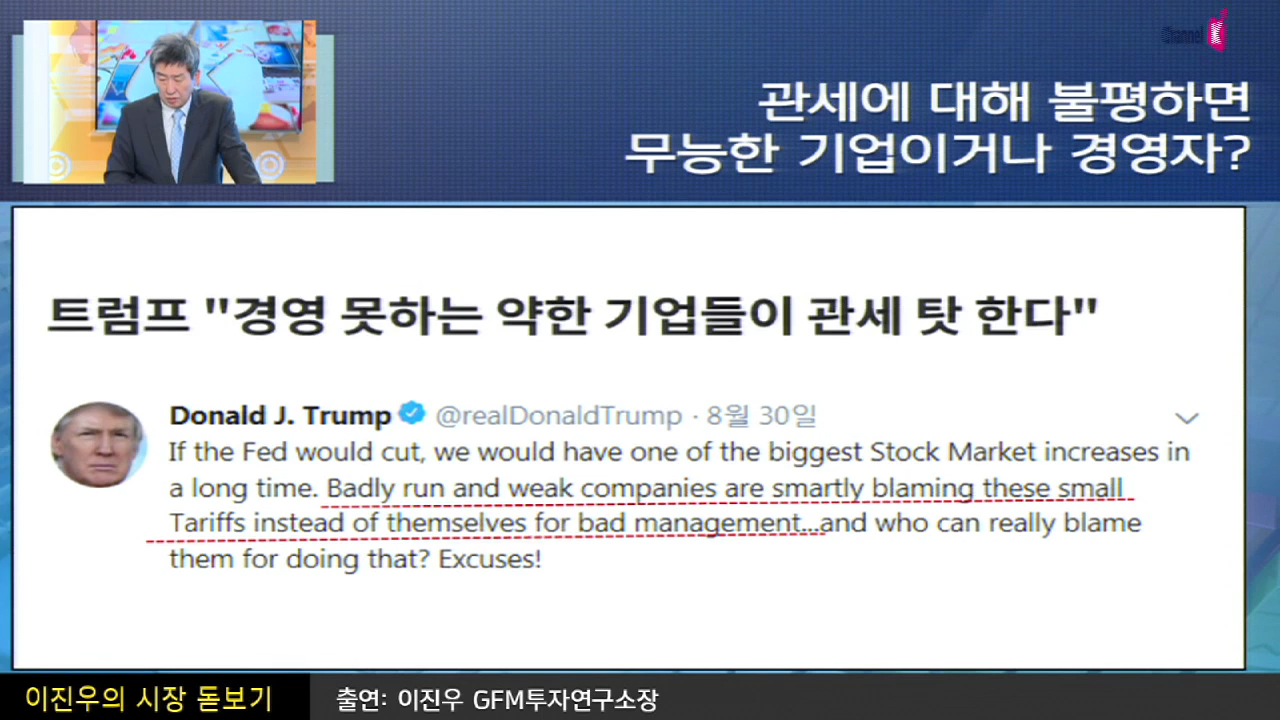 Channel
관세에 대해 불평하면
무능한 기업이거나 경영자?
트럼프 "경영 못하는 약한 기업들이 관세 탓 한다"
Donald J. Trump @realDonaldTrump · 8월 30일
If the Fed would cut, we would have one of the biggest Stock Market increases in
a long time. Badly run and weak companies are smartly blaming these small
Tariffs instead of themselves for bad management...and who can really blame
them for doing that? Excuses!
이진우의 시장 돋보기
출연: 이진우 GFM투자연구소장